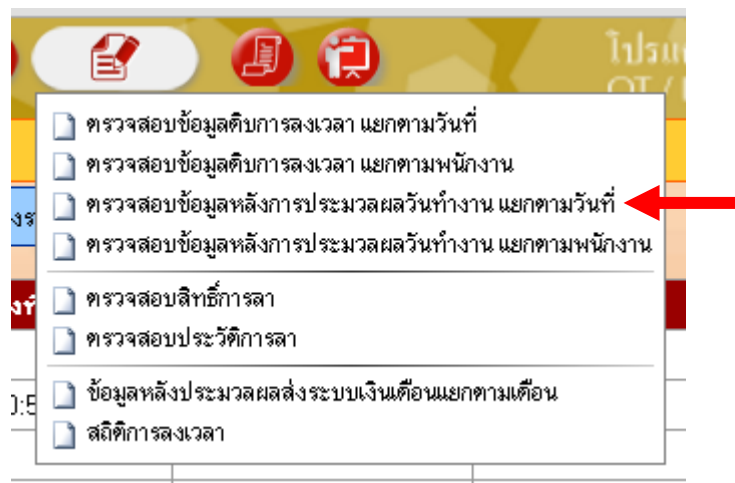 ตรวจสอบข้อมูลดิบการลงเวลา แยกตามวันที่
ตรวจสอบข้อมูลดิบการลงเวลา แยกตามพนักงาน
ตรวจสอบข้อมูลหลังการประมวลผลวันทำงาน แยกตามวันที่
ตรวจสอบข้อมูลหลังการประมวลผลวันทำงาน แยกตามพนักงาน
ตรวจสอบสิทธิ์การลา
ตรวจสอบประวัติการลา
ข้อมูลหลังประมวลผลส่งระบบเงินเดือนแยกตามเดือน
สถิติการลงเวลา